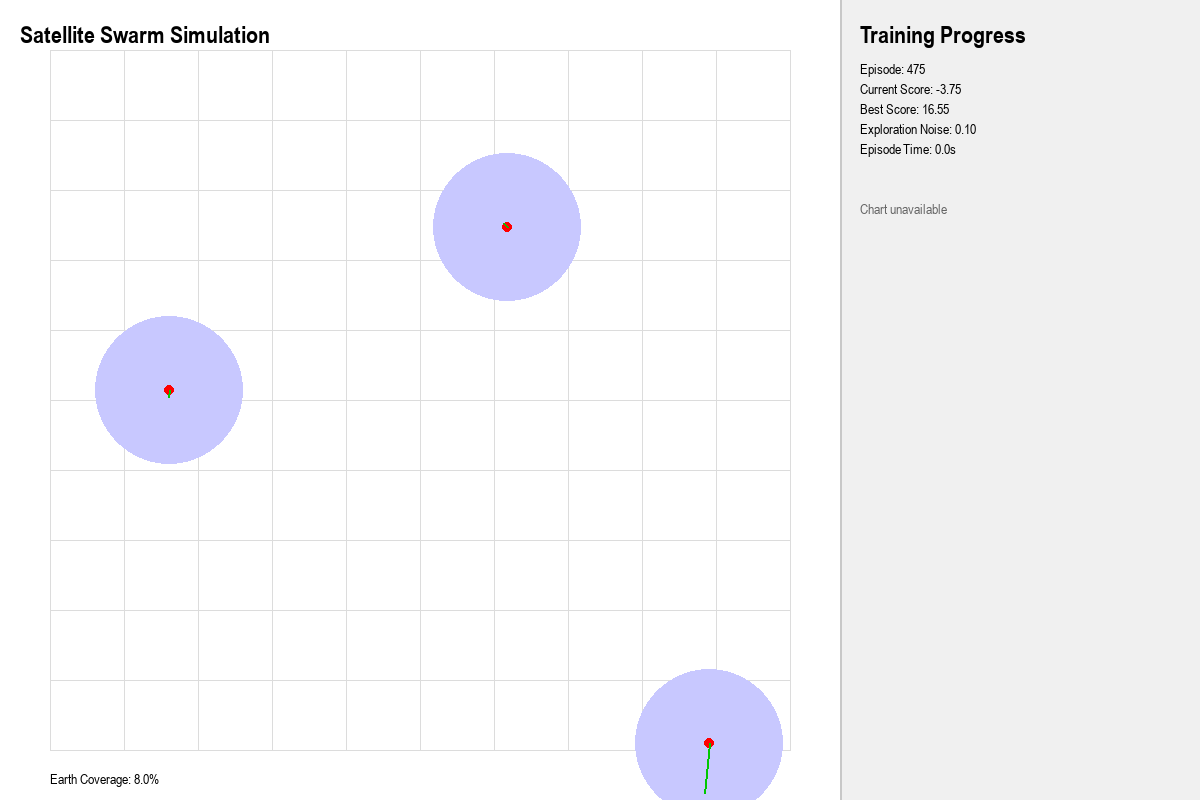 Satellite Swarm Simulation
Earth Coverage: 8.0%
Training Progress
Episode: 475
Current Score: -3.75
Best Score: 16.55
Exploration Noise: 0.10
Episode Time: 0.0s
Chart unavailable